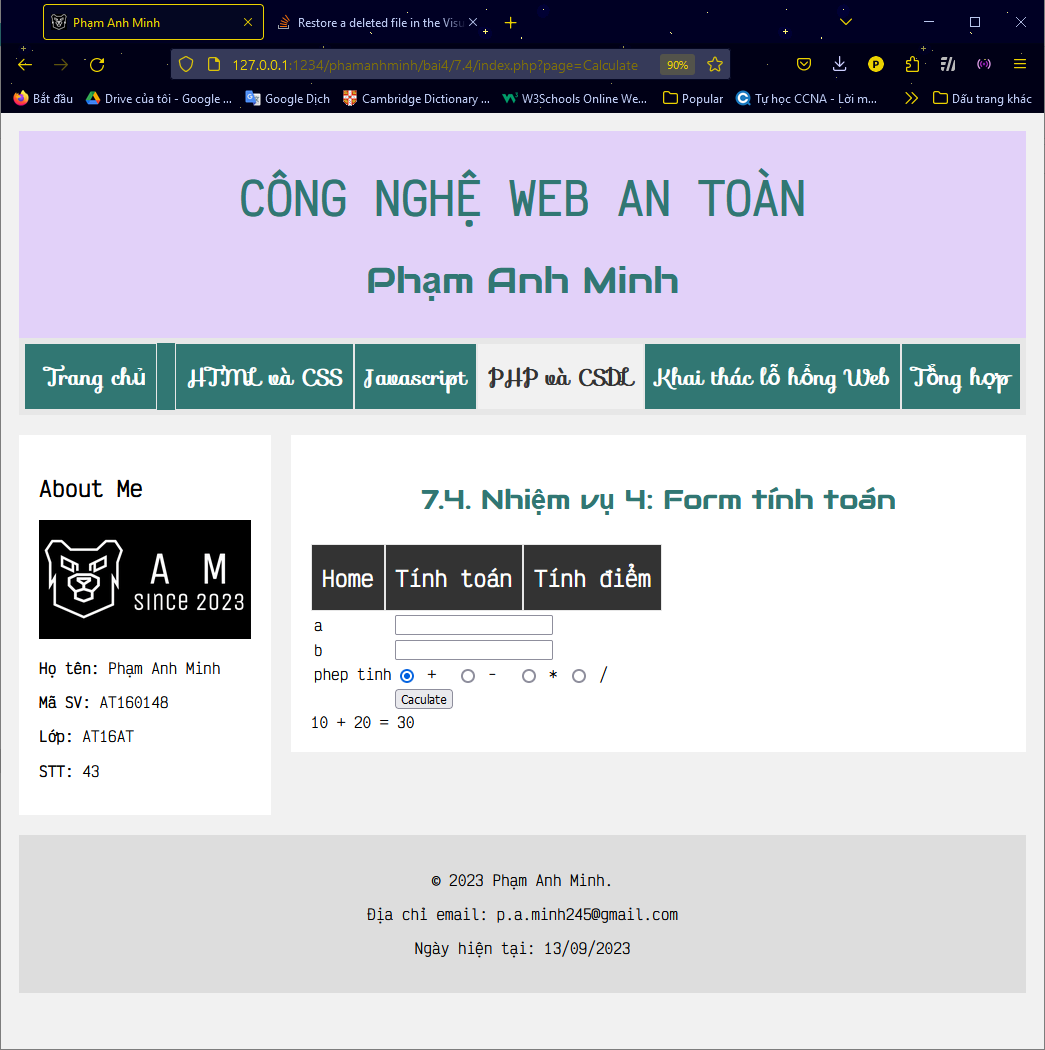 Phạm Anh Minh
Restore a deleted file in the Visu
127.0.0.1:1234/phamanhminh/bai4/7.4/index.php?page=Calculate 90%
Bắt đầu Drive của tôi - Google ... Google Dịch Cambridge Dictionary ... W3Schools Online We... Popular Tự học CCNA - Lời m... Dấu trang khác
CÔNG NGHỆ WEB AN TOÀN
Phạm Anh Minh
Trang chủ HTML và CSS Javascript PHP và CSDL Khai thác lỗ hổng Web Tổng hợp
About Me
A M
since 2023
Họ tên: Phạm Anh Minh
Mã SV: AT160148
Lớp: AT16AT
STT: 43
7.4. Nhiệm vụ 4: Form tính toán
Home Tính toán Tính điểm
a
b
phep tinh + - * /
Caculate
10 + 20 = 30
© 2023 Phạm Anh Minh.
Địa chỉ email: p.a.minh245@gmail.com
Ngày hiện tại: 13/09/2023